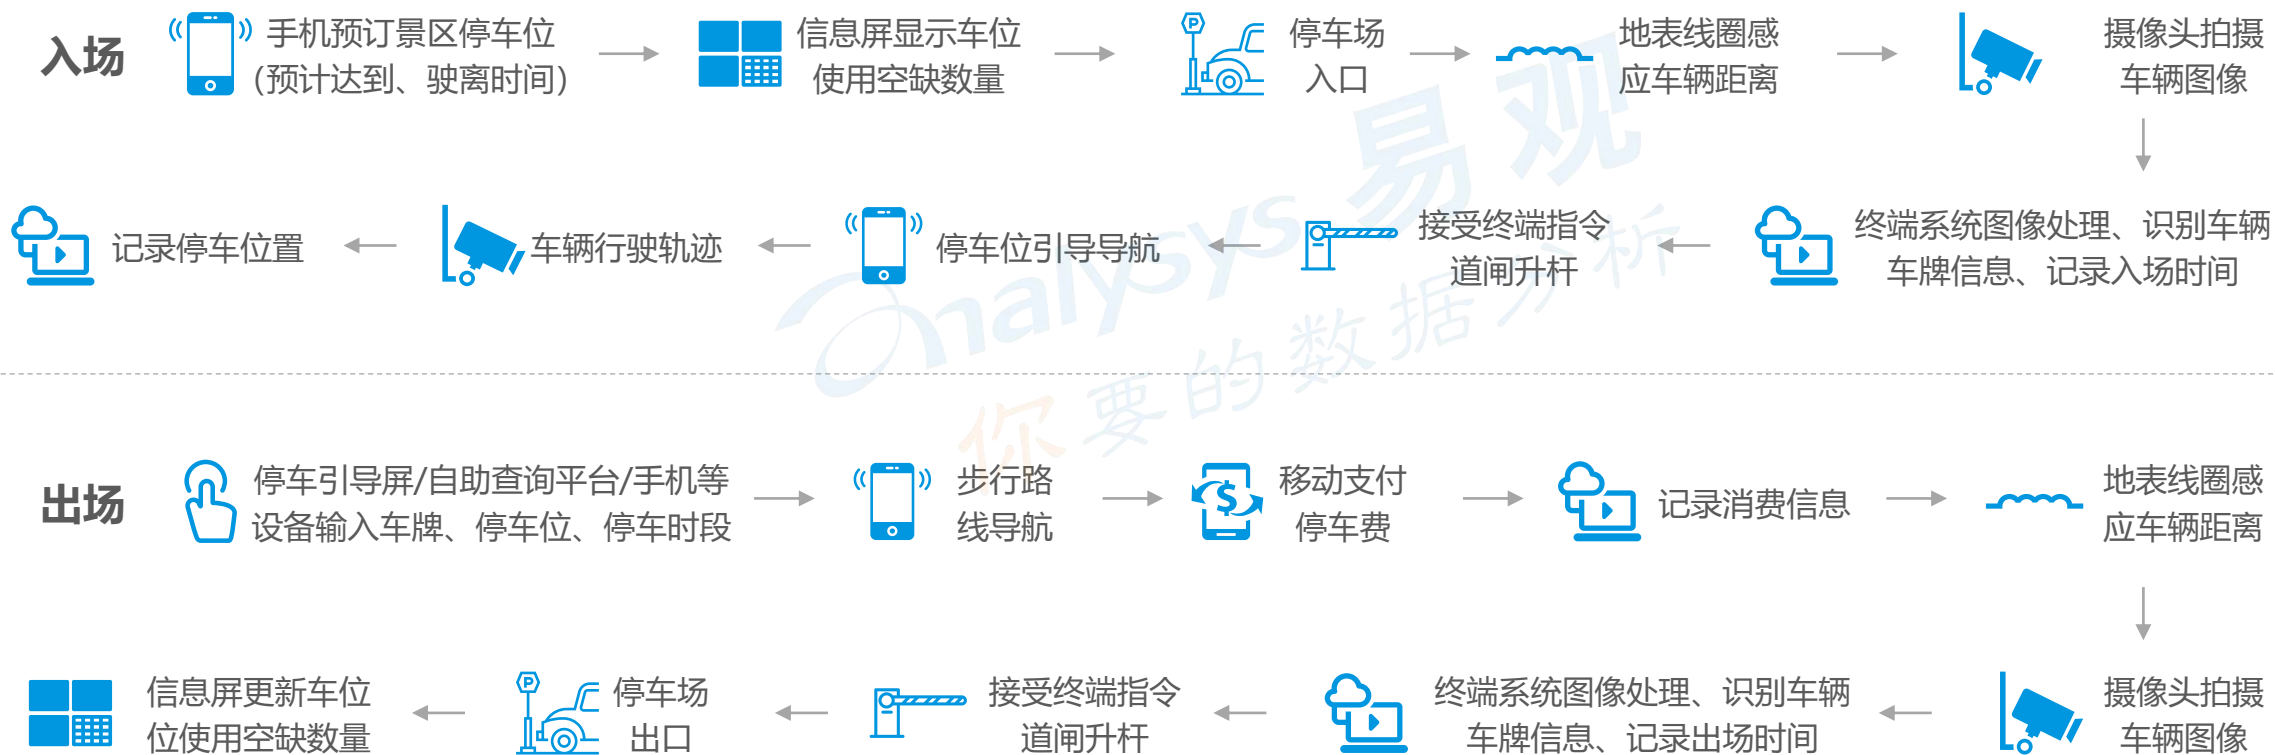 入场
手机预订景区停车位
(预计达到、驶离时间)
信息屏显示车位
使用空缺数量
P
停车场
入口
地表线圈感
应车辆距离
摄像头拍摄
车辆图像
终端系统图像处理、识别车辆
车牌信息、记录入场时间
接受终端指令
道闸升杆
停车位引导导航
车辆行驶轨迹
记录停车位置
出场
停车引导屏/自助查询平台/手机等
设备输入车牌、停车位、停车时段
步行路
线导航
$
移动支付
停车费
记录消费信息
地表线圈感
应车辆距离
摄像头拍摄
车辆图像
终端系统图像处理、识别车辆
车牌信息、记录出场时间
接受终端指令
道闸升杆
P
停车场
出口
信息屏更新车位
位使用空缺数量
analysys易观
你要的数据分析